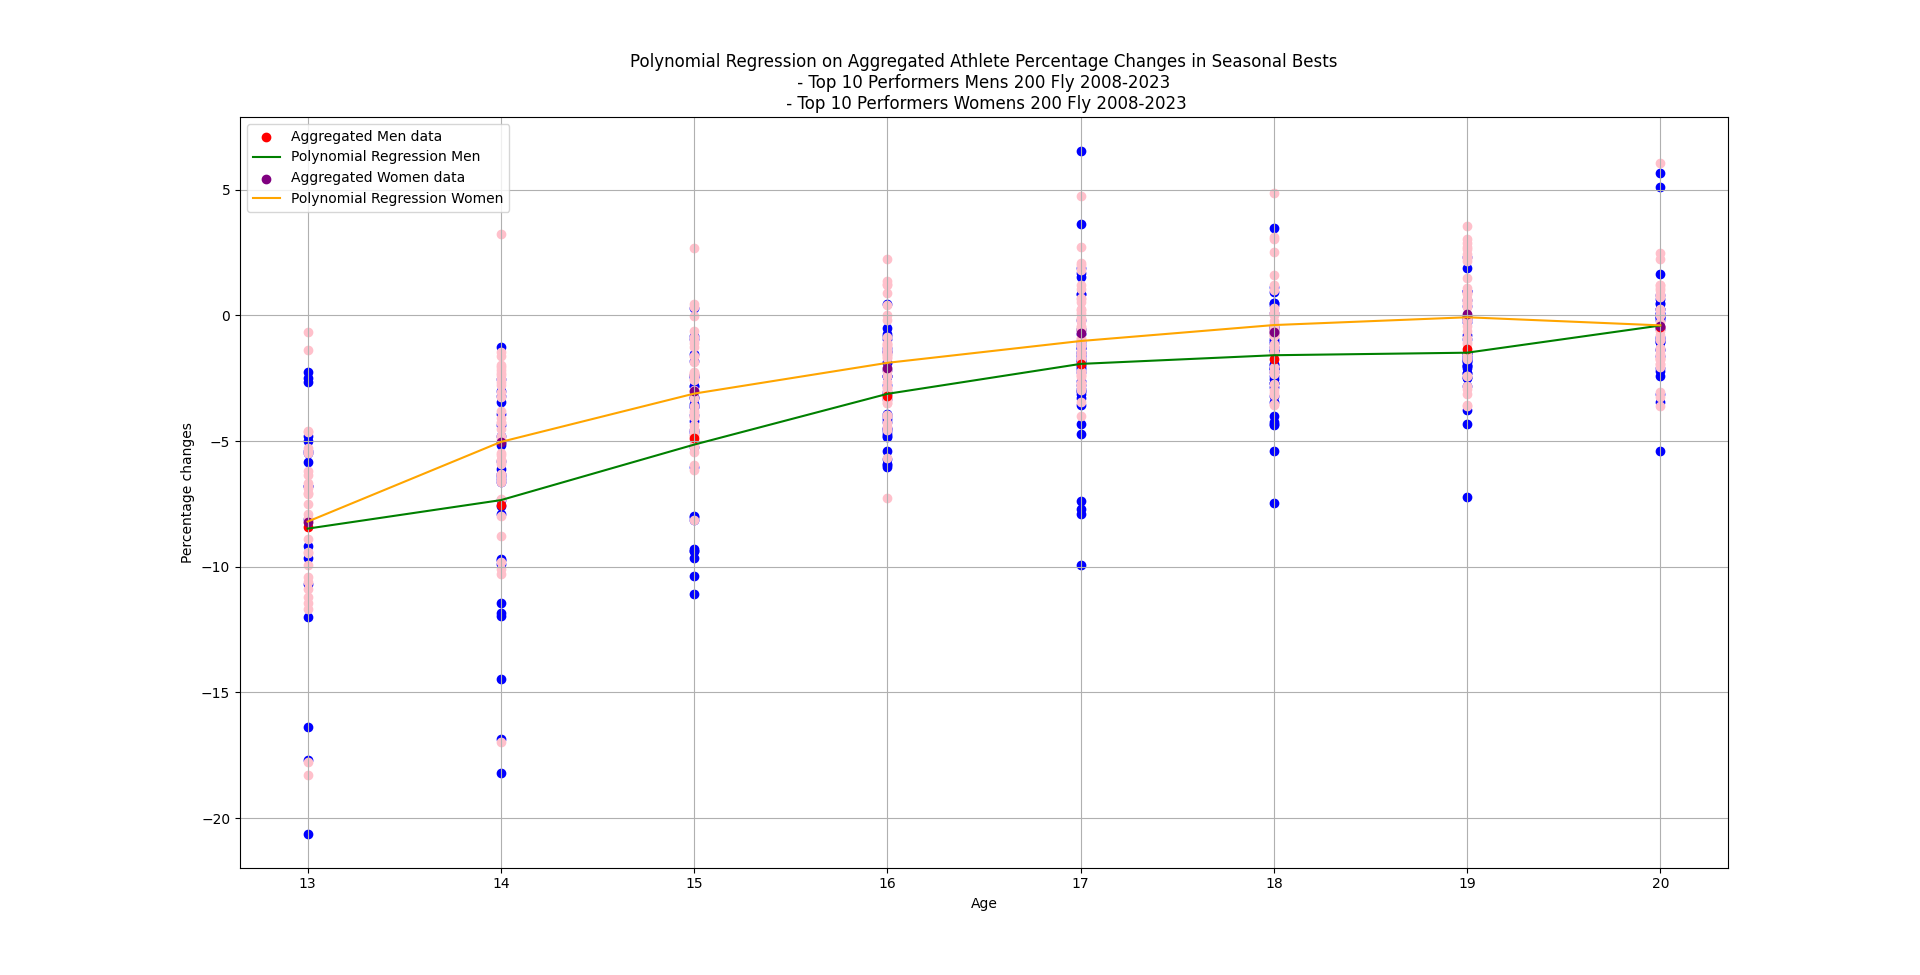 Polynomial Regression on Aggregated Athlete Percentage Changes in Seasonal Bests
- Top 10 Performers Mens 200 Fly 2008-2023
- Top 10 Performers Womens 200 Fly 2008-2023
Aggregated Men data
Polynomial Regression Men
Aggregated Women data
Polynomial Regression Women
5
0
−5
−10
−15
−20
Percentage changes
13 14 15 16 17 18 19 20
Age